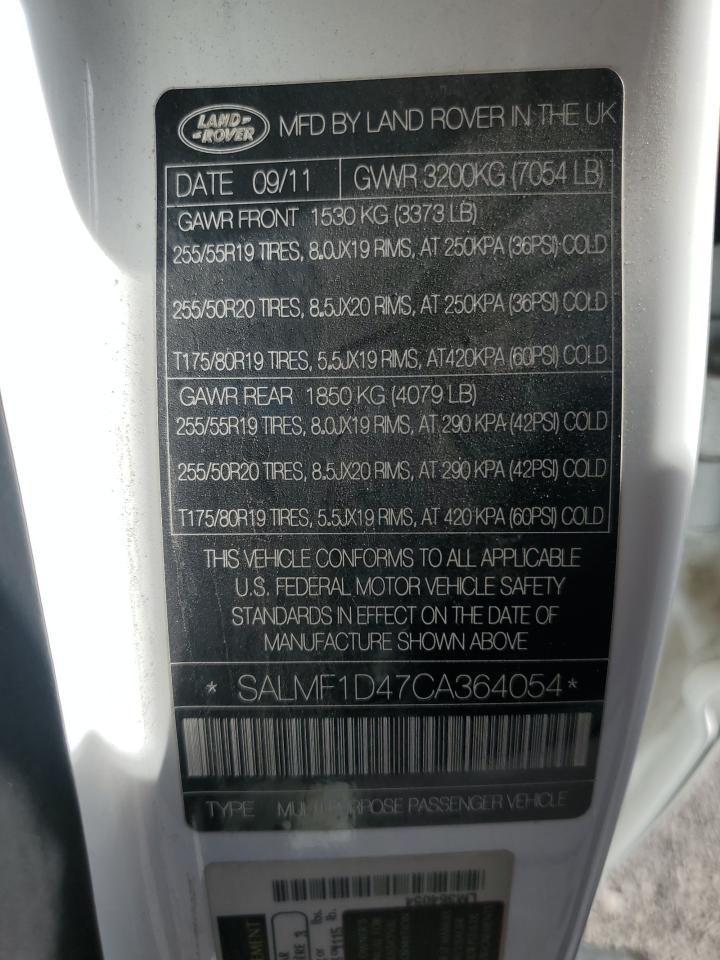 LAND-
-ROVER
MFD BY LAND ROVER IN THE UK
DATE 09/11 GVWR 3200KG (7054 LB)
GAWR FRONT 1530 KG (3373 LB)
255/55R19 TIRES, 8.0JX19 RIMS, AT 250KPA (36PSI) COLD
255/50R20 TIRES, 8.5JX20 RIMS, AT 250KPA (36PSI) COLD
T175/80R19 TIRES, 5.5JX19 RIMS, AT420KPA (60PSI) COLD
GAWR REAR 1850 KG (4079 LB)
255/55R19 TIRES, 8.0JX19 RIMS, AT 290 KPA (42PSI) COLD
255/50R20 TIRES, 8.5JX20 RIMS, AT 290 KPA (42PSI) COLD
T175/80R19 TIRES, 5.5JX19 RIMS, AT 420 KPA (60PSI) COLD
THIS VEHICLE CONFORMS TO ALL APPLICABLE
U.S. FEDERAL MOTOR VEHICLE SAFETY
STANDARDS IN EFFECT ON THE DATE OF
MANUFACTURE SHOWN ABOVE
* SALMF1D47CA364054 *
TYPE MULTIPURPOSE PASSENGER VEHICLE